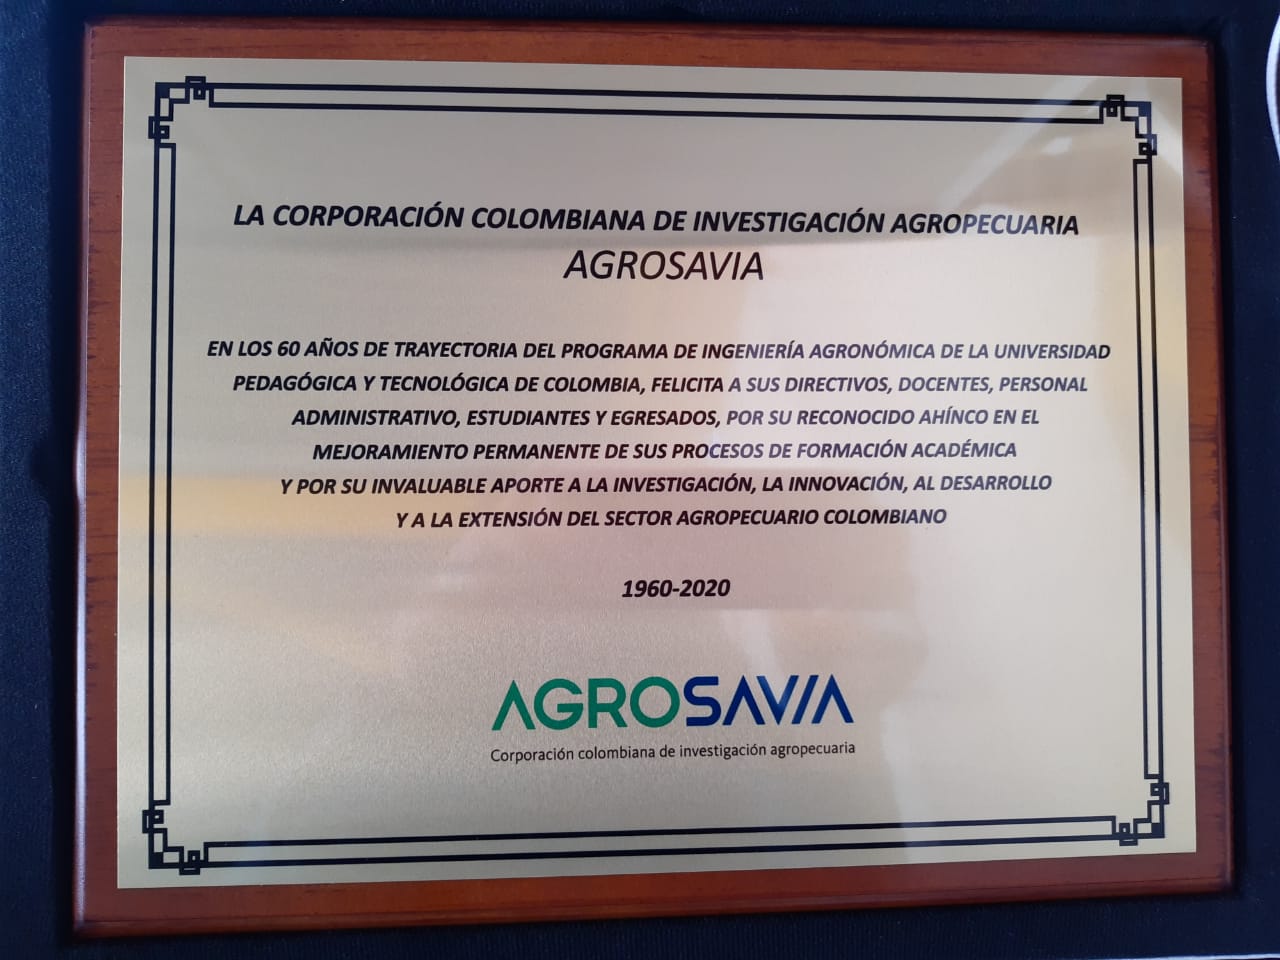 LA CORPORACIÓN COLOMBIANA DE INVESTIGACIÓN AGROPECUARIA
AGROSAVIA
EN LOS 60 AÑOS DE TRAYECTORIA DEL PROGRAMA DE INGENIERÍA AGRONÓMICA DE LA UNIVERSIDAD
PEDAGÓGICA Y TECNOLÓGICA DE COLOMBIA, FELICITA A SUS DIRECTIVOS, DOCENTES, PERSONAL
ADMINISTRATIVO, ESTUDIANTES Y EGRESADOS, POR SU RECONOCIDO AHÍNCO EN EL
MEJORAMIENTO PERMANENTE DE SUS PROCESOS DE FORMACIÓN ACADÉMICA
Y POR SU INVALUABLE APORTE A LA INVESTIGACIÓN, LA INNOVACIÓN, AL DESARROLLO
Y A LA EXTENSIÓN DEL SECTOR AGROPECUARIO COLOMBIANO
1960-2020
AGROSAVIA
Corporación colombiana de investigación agropecuaria